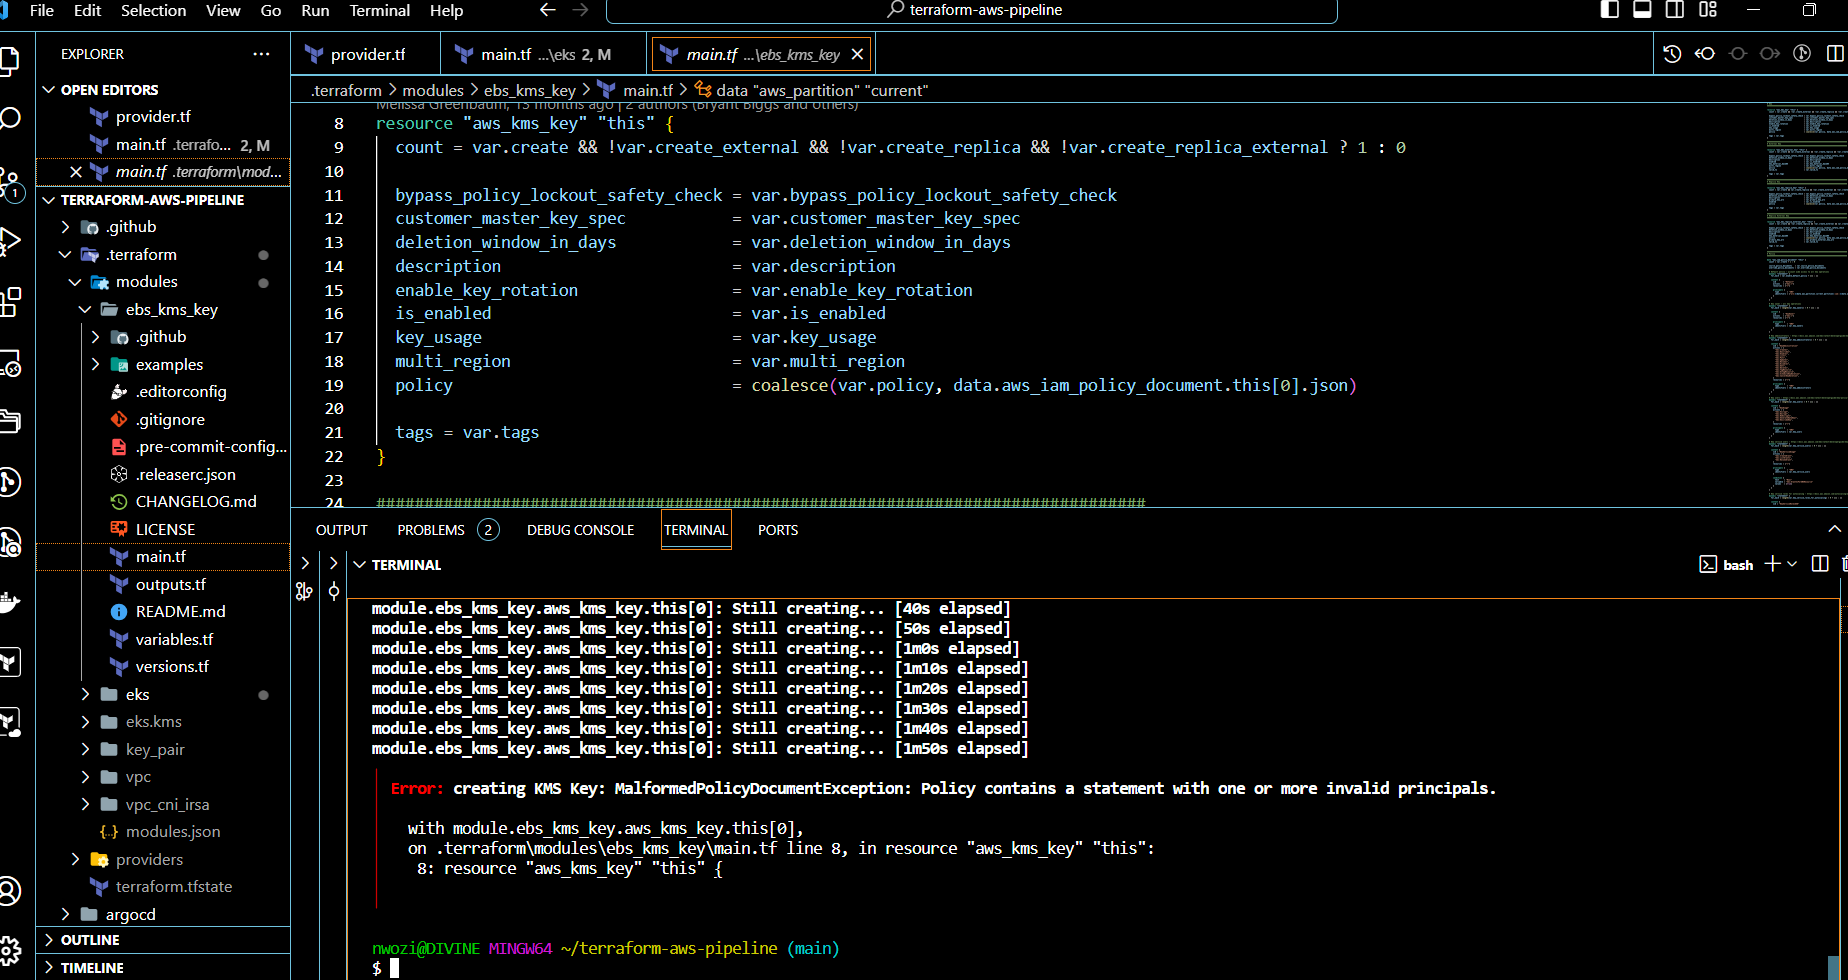 File Edit Selection View Go Run Terminal Help
terraform-aws-pipeline
EXPLORER
OPEN EDITORS
provider.tf
main.tf .terrafo... 2, M
main.tf .terraform\mod...
TERRAFORM-AWS-PIPELINE
.github
.terraform
modules
ebs_kms_key
.github
examples
.editorconfig
.gitignore
.pre-commit-config...
.releaserc.json
CHANGELOG.md
LICENSE
main.tf
outputs.tf
README.md
variables.tf
versions.tf
eks
eks.kms
key_pair
vpc
vpc_cni_irsa
modules.json
providers
terraform.tfstate
argocd
OUTLINE
TIMELINE
1
provider.tf
main.tf ...\eks 2, M
main.tf ...\ebs_kms_key
.terraform > modules > ebs_kms_key > main.tf > data "aws_partition" "current"
Melissa Greenbaum, 13 months ago | 2 authors (Bryant Biggs and others)
8 resource "aws_kms_key" "this" {
9 count = var.create && !var.create_external && !var.create_replica && !var.create_replica_external ? 1 : 0
10
11 bypass_policy_lockout_safety_check = var.bypass_policy_lockout_safety_check
12 customer_master_key_spec = var.customer_master_key_spec
13 deletion_window_in_days = var.deletion_window_in_days
14 description = var.description
15 enable_key_rotation = var.enable_key_rotation
16 is_enabled = var.is_enabled
17 key_usage = var.key_usage
18 multi_region = var.multi_region
19 policy = coalesce(var.policy, data.aws_iam_policy_document.this[0].json)
20
21 tags = var.tags
22 }
23
24 ################################################################################
OUTPUT PROBLEMS 2 DEBUG CONSOLE TERMINAL PORTS
TERMINAL
bash
module.ebs_kms_key.aws_kms_key.this[0]: Still creating... [40s elapsed]
module.ebs_kms_key.aws_kms_key.this[0]: Still creating... [50s elapsed]
module.ebs_kms_key.aws_kms_key.this[0]: Still creating... [1m0s elapsed]
module.ebs_kms_key.aws_kms_key.this[0]: Still creating... [1m10s elapsed]
module.ebs_kms_key.aws_kms_key.this[0]: Still creating... [1m20s elapsed]
module.ebs_kms_key.aws_kms_key.this[0]: Still creating... [1m30s elapsed]
module.ebs_kms_key.aws_kms_key.this[0]: Still creating... [1m40s elapsed]
module.ebs_kms_key.aws_kms_key.this[0]: Still creating... [1m50s elapsed]
Error: creating KMS Key: MalformedPolicyDocumentException: Policy contains a statement with one or more invalid principals.
with module.ebs_kms_key.aws_kms_key.this[0],
on .terraform\modules\ebs_kms_key\main.tf line 8, in resource "aws_kms_key" "this":
8: resource "aws_kms_key" "this" {
nwozi@DIVINE MINGW64 ~/terraform-aws-pipeline (main)
$